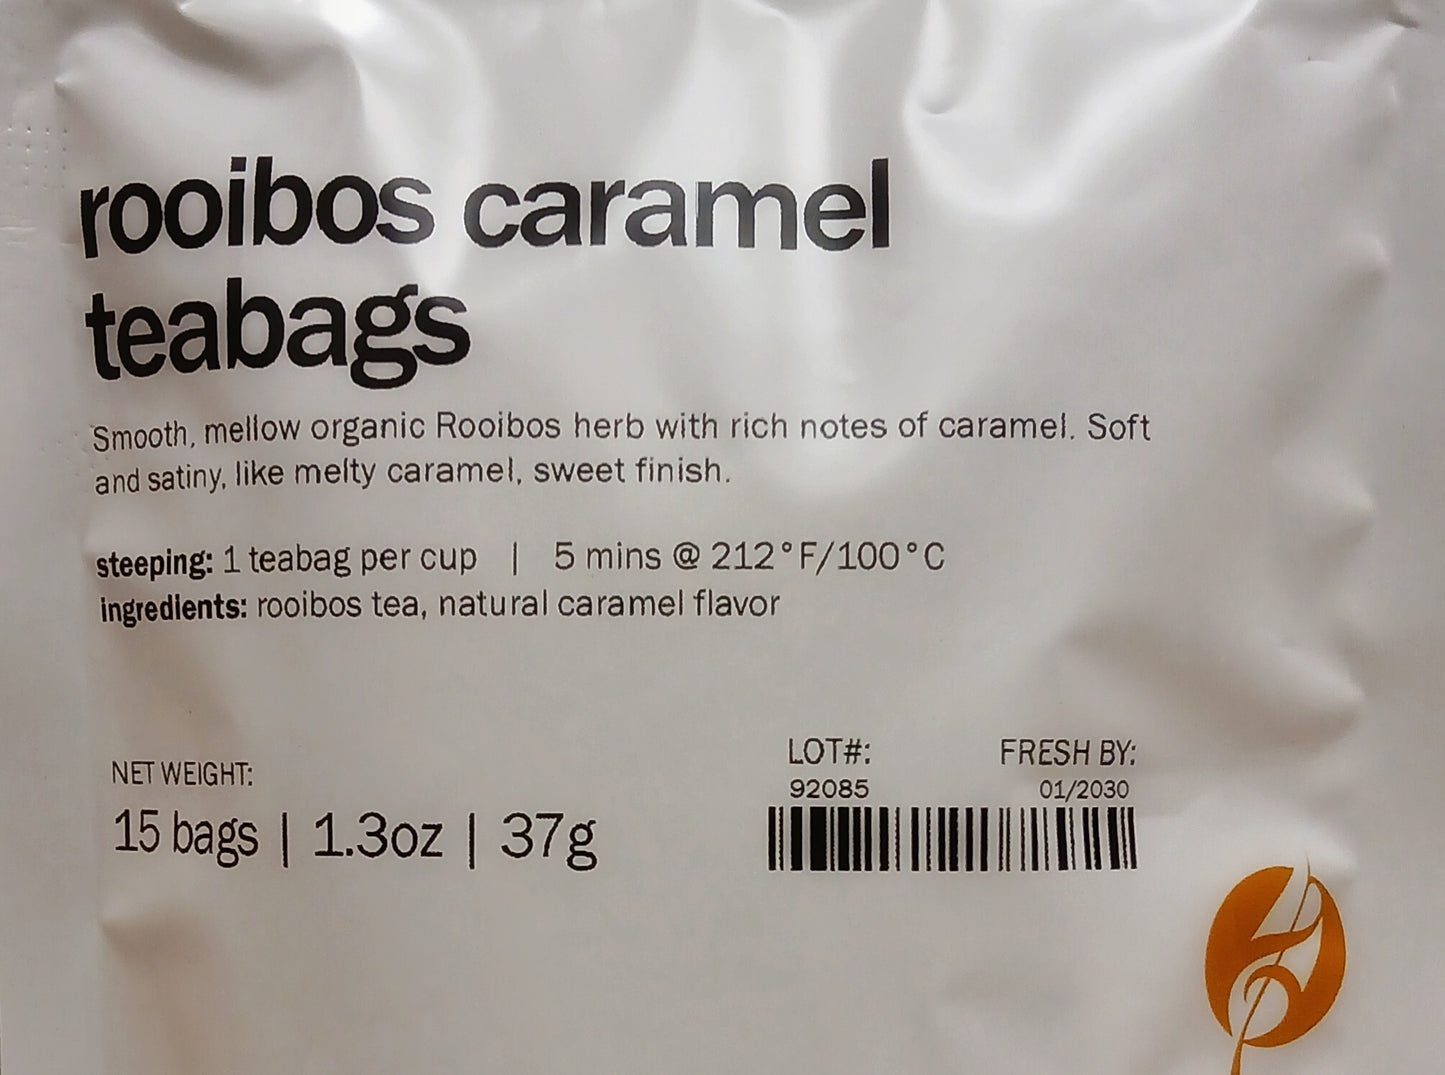 rooibos caramel
teabags
Smooth, mellow organic Rooibos herb with rich notes of caramel. Soft
and satiny, like melty caramel, sweet finish.
steeping: 1 teabag per cup | 5 mins @ 212°F/100°C
ingredients: rooibos tea, natural caramel flavor
NET WEIGHT:
15 bags | 1.3oz | 37g
LOT#:
92085
FRESH BY:
01/2030